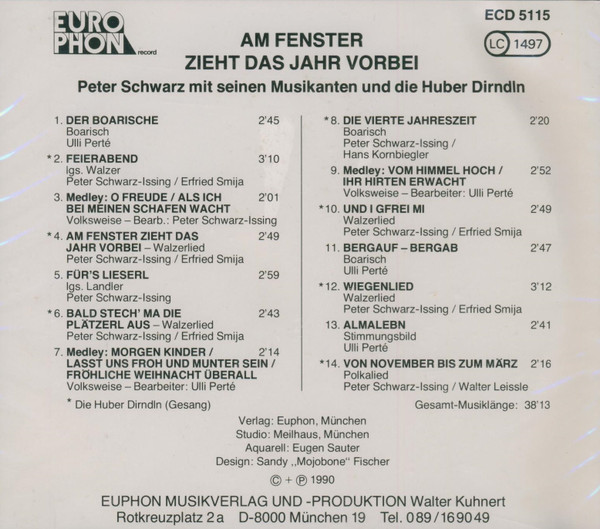 EURO
PHON
record
ECD 5115
LC 1497
AM FENSTER
ZIEHT DAS JAHR VORBEI
Peter Schwarz mit seinen Musikanten und die Huber Dirndln
1. DER BOARISCHE 2'45
Boarisch
Ulli Perté
*2. FEIERABEND 3'10
lgs. Walzer
Peter Schwarz-Issing / Erfried Smija
3. Medley: O FREUDE / ALS ICH 2'01
BEI MEINEN SCHAFEN WACHT
Volksweise – Bearb.: Peter Schwarz-Issing
*4. AM FENSTER ZIEHT DAS 2'49
JAHR VORBEI – Walzerlied
Peter Schwarz-Issing / Erfried Smija
5. FÜR'S LIESERL 2'59
lgs. Landler
Peter Schwarz-Issing
*6. BALD STECH' MA DIE 2'43
PLÄTZERL AUS – Walzerlied
Peter Schwarz-Issing / Erfried Smija
7. Medley: MORGEN KINDER / 2'14
LASST UNS FROH UND MUNTER SEIN /
FRÖHLICHE WEIHNACHT ÜBERALL
Volksweise – Bearbeiter: Ulli Perté
* Die Huber Dirndln (Gesang)
*8. DIE VIERTE JAHRESZEIT 2'20
Boarisch
Peter Schwarz-Issing /
Hans Kornbiegler
9. Medley: VOM HIMMEL HOCH / 2'52
IHR HIRTEN ERWACHT
Volksweise – Bearbeiter: Ulli Perté
*10. UND I GFREI MI 2'49
Walzerlied
Peter Schwarz-Issing / Erfried Smija
11. BERGAUF – BERGAB 2'47
Boarisch
Ulli Perté
*12. WIEGENLIED 3'12
Walzerlied
Peter Schwarz-Issing / Erfried Smija
13. ALMALEBN 2'41
Stimmungsbild
Ulli Perté
*14. VON NOVEMBER BIS ZUM MÄRZ 2'16
Polkalied
Peter Schwarz-Issing / Walter Leissle
Gesamt-Musiklänge: 38'13
Verlag: Euphon, München
Studio: Meilhaus, München
Aquarell: Eugen Sauter
Design: Sandy „Mojobone" Fischer
© + ℗ 1990
EUPHON MUSIKVERLAG UND -PRODUKTION Walter Kuhnert
Rotkreuzplatz 2a D-8000 München 19 Tel. 089/169049